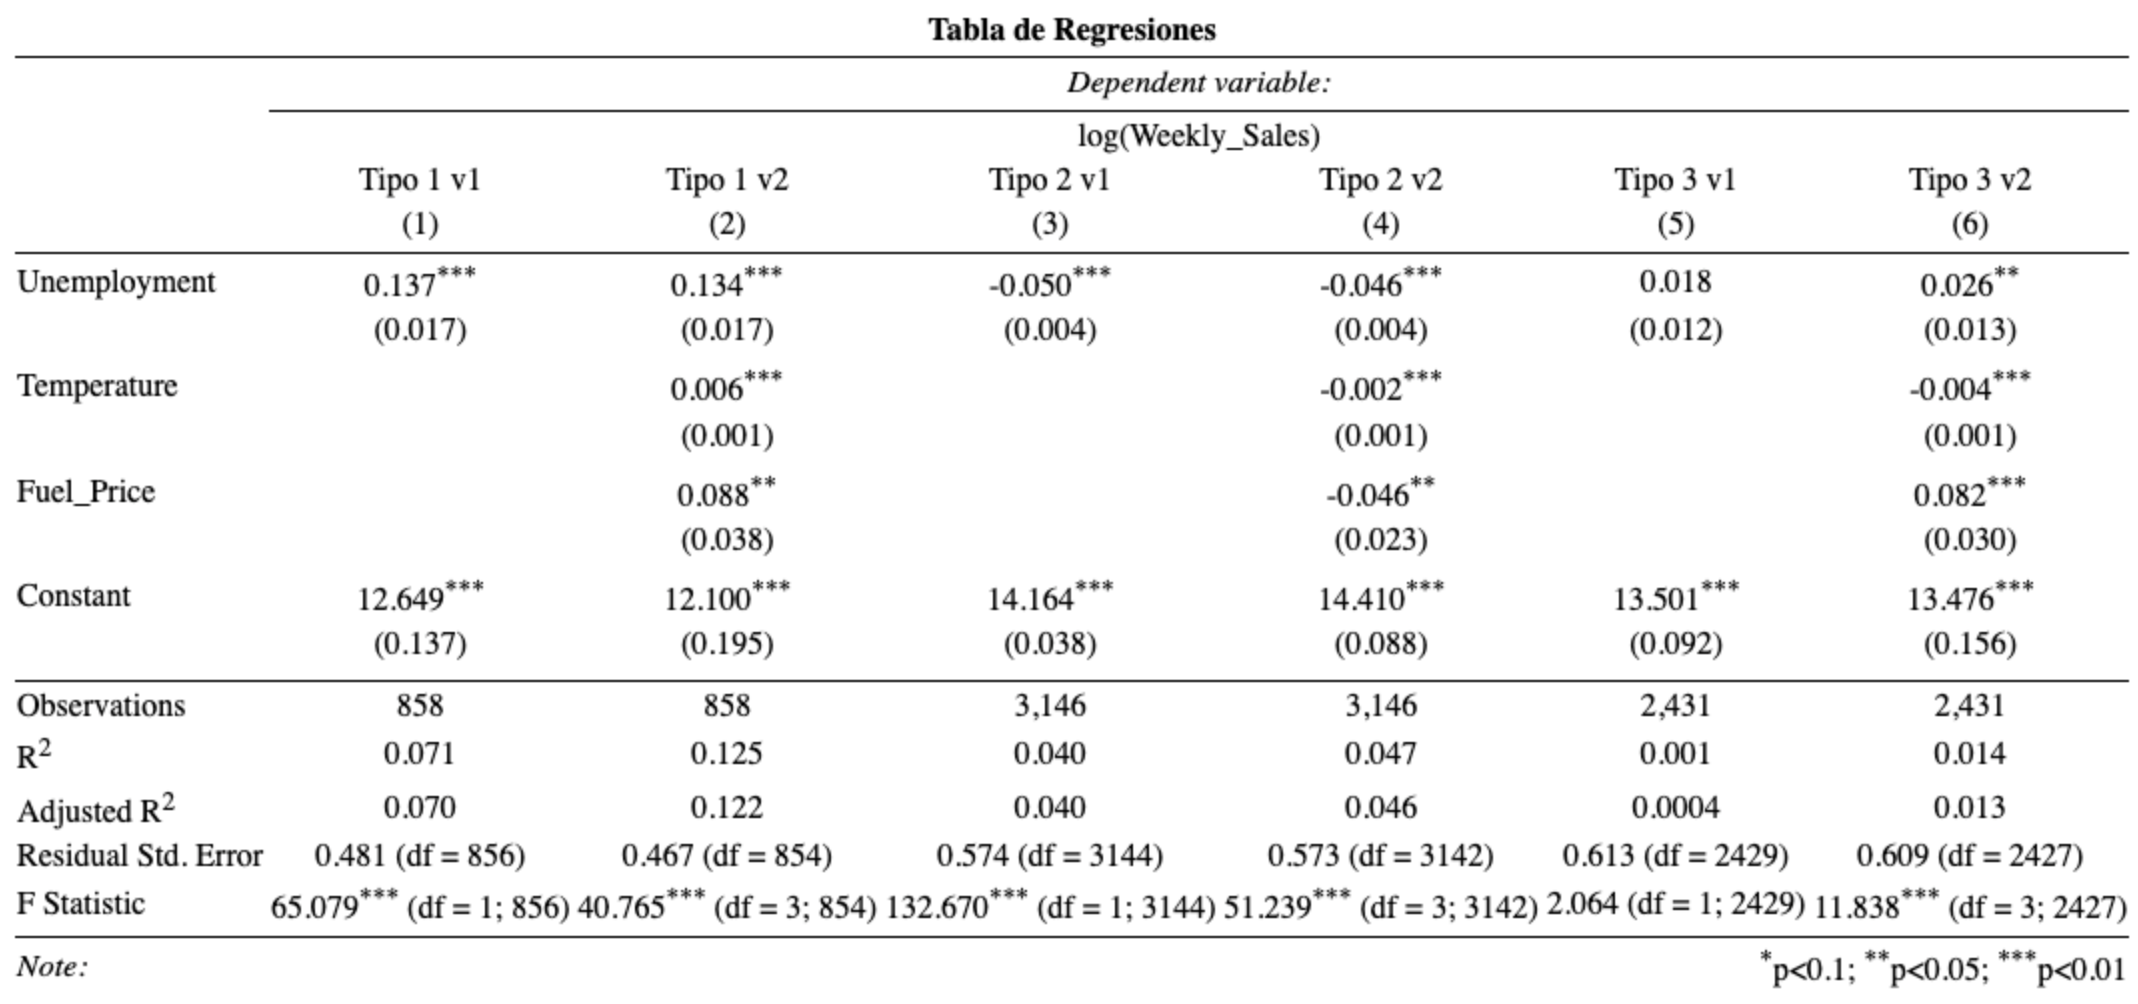 Tabla de Regresiones
Dependent variable:
log(Weekly_Sales)
Tipo 1 v1 Tipo 1 v2 Tipo 2 v1 Tipo 2 v2 Tipo 3 v1 Tipo 3 v2
(1) (2) (3) (4) (5) (6)
Unemployment 0.137*** 0.134*** -0.050*** -0.046*** 0.018 0.026**
(0.017) (0.017) (0.004) (0.004) (0.012) (0.013)
Temperature 0.006*** -0.002*** -0.004***
(0.001) (0.001) (0.001)
Fuel_Price 0.088** -0.046** 0.082***
(0.038) (0.023) (0.030)
Constant 12.649*** 12.100*** 14.164*** 14.410*** 13.501*** 13.476***
(0.137) (0.195) (0.038) (0.088) (0.092) (0.156)
Observations 858 858 3,146 3,146 2,431 2,431
R2 0.071 0.125 0.040 0.047 0.001 0.014
Adjusted R2 0.070 0.122 0.040 0.046 0.0004 0.013
Residual Std. Error 0.481 (df = 856) 0.467 (df = 854) 0.574 (df = 3144) 0.573 (df = 3142) 0.613 (df = 2429) 0.609 (df = 2427)
F Statistic 65.079*** (df = 1; 856) 40.765*** (df = 3; 854) 132.670*** (df = 1; 3144) 51.239*** (df = 3; 3142) 2.064 (df = 1; 2429) 11.838*** (df = 3; 2427)
Note: *p<0.1; **p<0.05; ***p<0.01